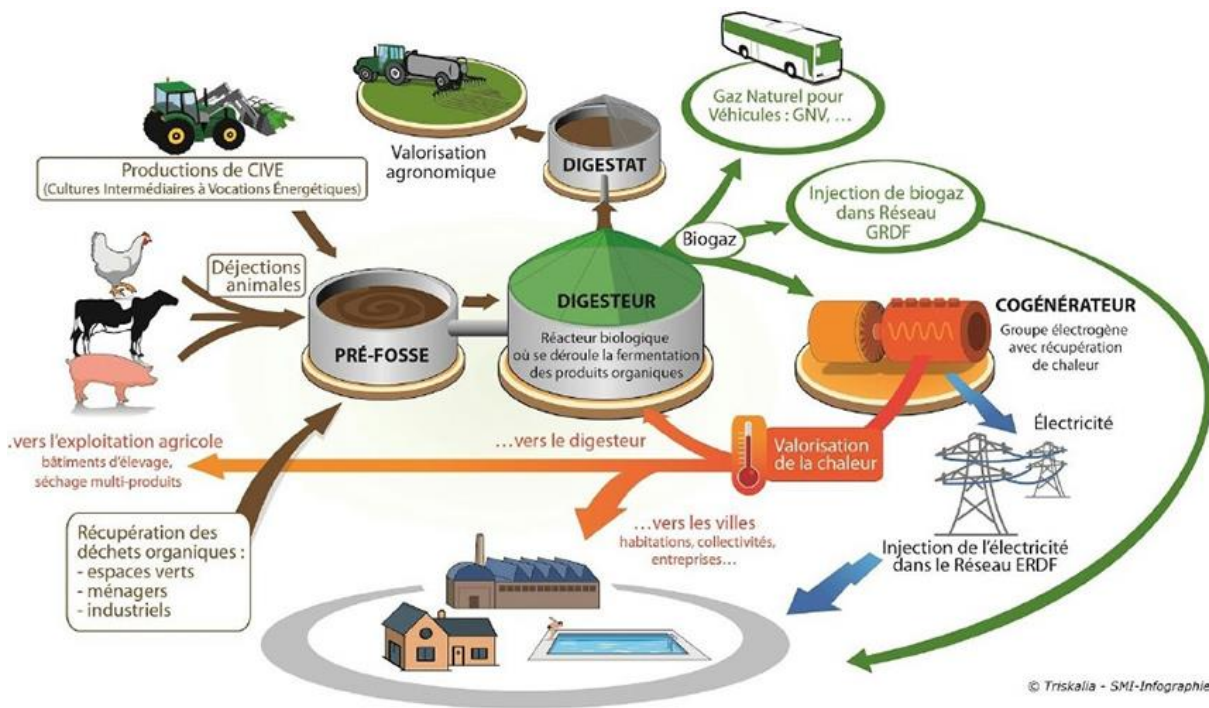 Productions de CIVE
(Cultures Intermédiaires à Vocations Énergétiques)
Valorisation
agronomique
DIGESTAT
Gaz Naturel pour
Véhicules : GNV, ...
Injection de biogaz
dans Réseau
GRDF
Biogaz
Déjections
animales
PRÉ-FOSSE
DIGESTEUR
Réacteur biologique
où se déroule la fermentation
des produits organiques
COGÉNÉRATEUR
Groupe électrogène
avec récupération
de chaleur
Électricité
...vers l'exploitation agricole
bâtiments d'élevage,
séchage multi-produits
...vers le digesteur
Valorisation
de la chaleur
...vers les villes
habitations, collectivités,
entreprises...
Injection de l'électricité
dans le Réseau ERDF
Récupération des
déchets organiques :
- espaces verts
- ménagers
- industriels
© Triskalia - SMI-Infographie